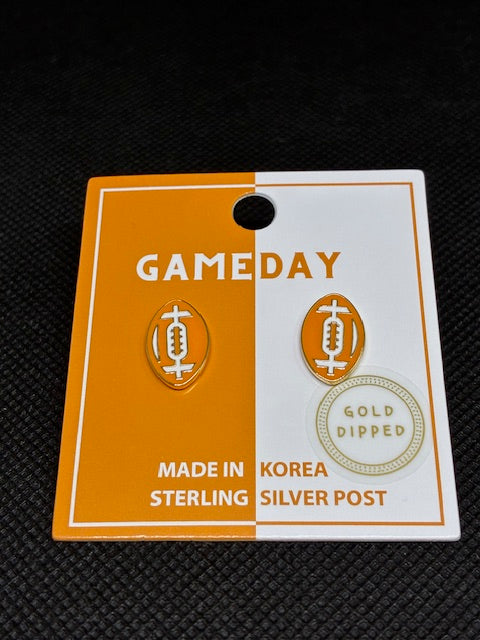 GAMEDAY
GOLD
DIPPED
MADE IN KOREA
STERLING SILVER POST